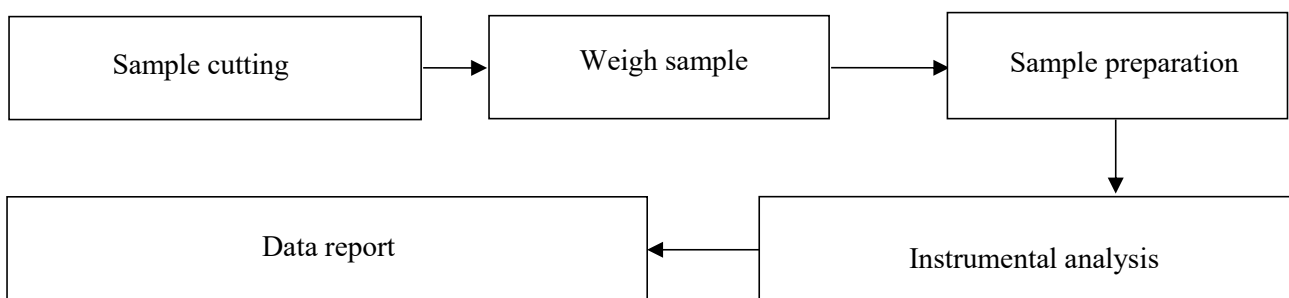 Sample cutting
Weigh sample
Sample preparation
Data report
Instrumental analysis